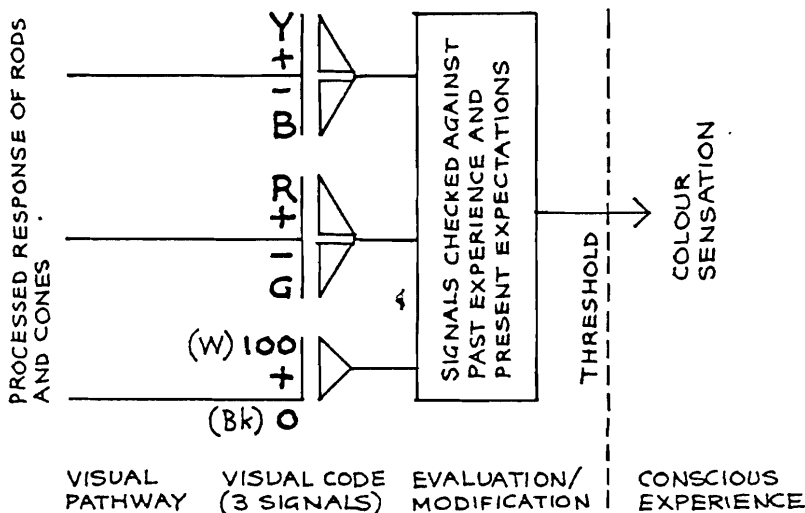 PROCESSED RESPONSE OF RODS
AND CONES
Y
+
-
B
R
+
-
G
(W) 100
+
(Bk) 0
SIGNALS CHECKED AGAINST
PAST EXPERIENCE AND
PRESENT EXPECTATIONS
THRESHOLD
COLOUR
SENSATION
VISUAL
PATHWAY
VISUAL CODE
(3 SIGNALS)
EVALUATION/
MODIFICATION
CONSCIOUS
EXPERIENCE